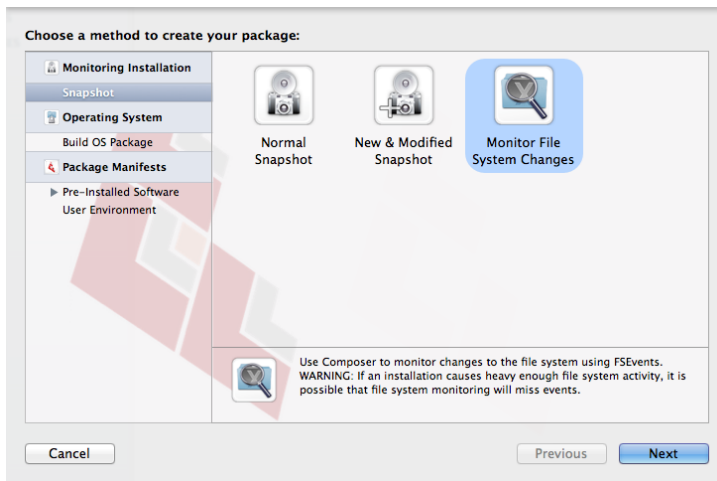 Choose a method to create your package:
Monitoring Installation
Snapshot
Operating System
Build OS Package
Package Manifests
Pre-Installed Software
User Environment
Normal
Snapshot
New & Modified
Snapshot
Monitor File
System Changes
Use Composer to monitor changes to the file system using FSEvents.
WARNING: If an installation causes heavy enough file system activity, it is
possible that file system monitoring will miss events.
Cancel
Previous
Next